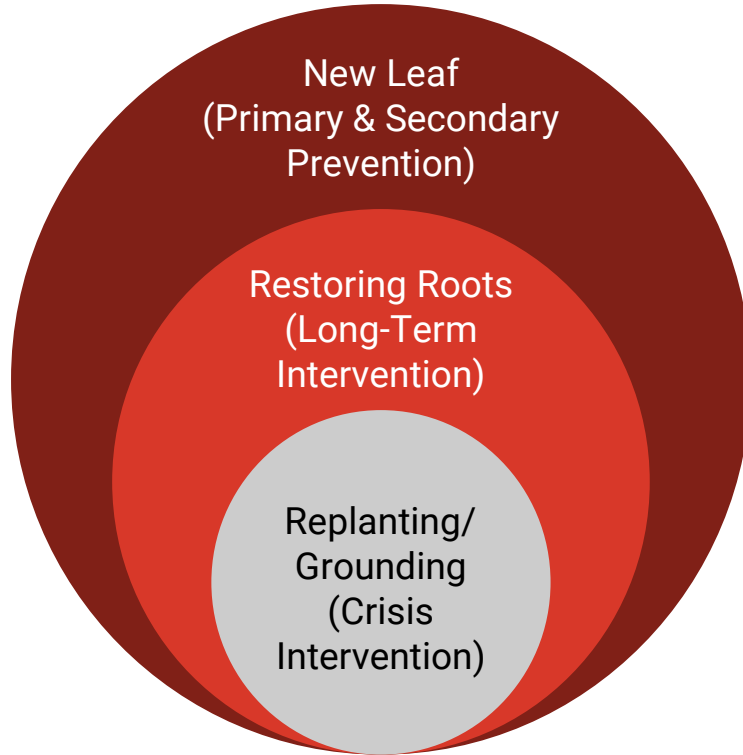 New Leaf
(Primary & Secondary
Prevention)
Restoring Roots
(Long-Term
Intervention)
Replanting/
Grounding
(Crisis
Intervention)